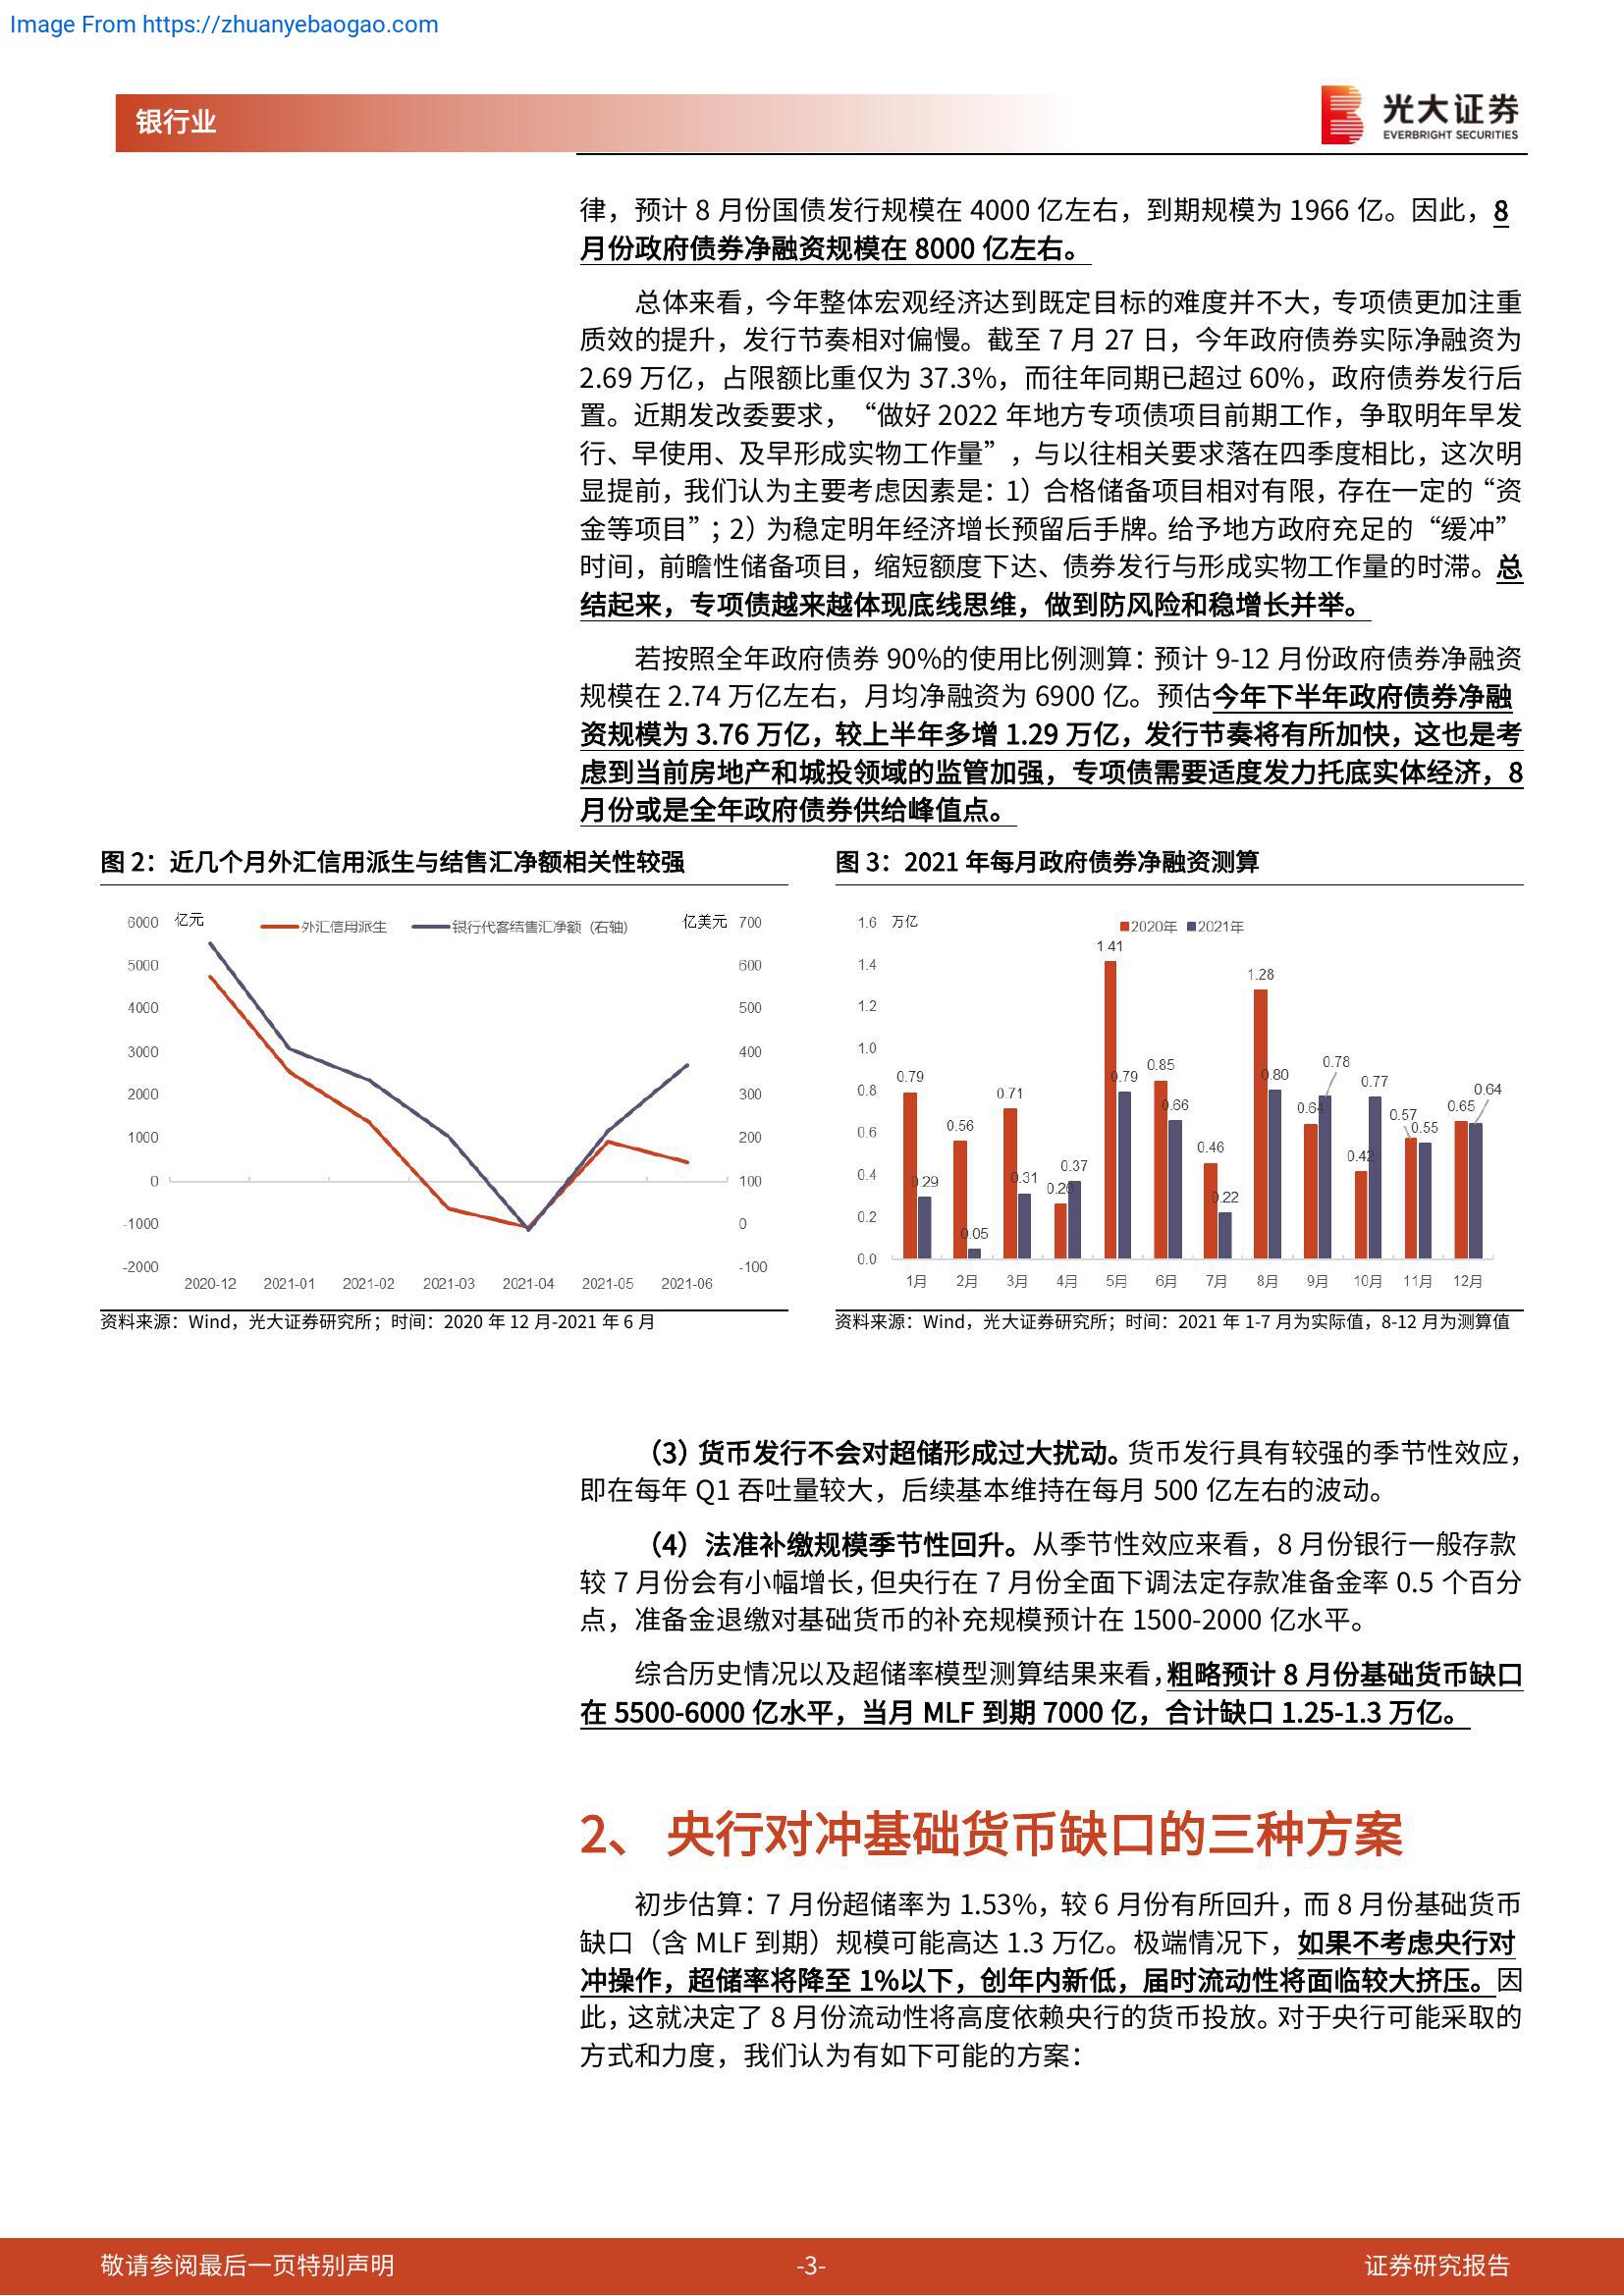 Image From https://zhuanyebaogao.com
银行业
光大证券
EVERBRIGHT SECURITIES
律，预计 8 月份国债发行规模在 4000 亿左右，到期规模为 1966 亿。因此，8
月份政府债券净融资规模在 8000 亿左右。
总体来看，今年整体宏观经济达到既定目标的难度并不大，专项债更加注重
质效的提升，发行节奏相对偏慢。截至 7 月 27 日，今年政府债券实际净融资为
2.69 万亿，占限额比重仅为 37.3%，而往年同期已超过 60%，政府债券发行后
置。近期发改委要求，“做好 2022 年地方专项债项目前期工作，争取明年早发
行、早使用、及早形成实物工作量”，与以往相关要求落在四季度相比，这次明
显提前，我们认为主要考虑因素是：1）合格储备项目相对有限，存在一定的“资
金等项目”；2）为稳定明年经济增长预留后手牌。给予地方政府充足的“缓冲”
时间，前瞻性储备项目，缩短额度下达、债券发行与形成实物工作量的时滞。总
结起来，专项债越来越体现底线思维，做到防风险和稳增长并举。
若按照全年政府债券 90%的使用比例测算：预计 9-12 月份政府债券净融资
规模在 2.74 万亿左右，月均净融资为 6900 亿。预估今年下半年政府债券净融
资规模为 3.76 万亿，较上半年多增 1.29 万亿，发行节奏将有所加快，这也是考
虑到当前房地产和城投领域的监管加强，专项债需要适度发力托底实体经济，8
月份或是全年政府债券供给峰值点。
图 2：近几个月外汇信用派生与结售汇净额相关性较强
亿元
外汇信用派生
银行代客结售汇净额（右轴）
亿美元
6000
5000
4000
3000
2000
1000
0
-1000
-2000
700
600
500
400
300
200
100
0
-100
2020-12 2021-01 2021-02 2021-03 2021-04 2021-05 2021-06
资料来源：Wind，光大证券研究所；时间：2020 年 12 月-2021 年 6 月
图 3：2021 年每月政府债券净融资测算
万亿
2020年 2021年
1.6
1.4
1.2
1.0
0.8
0.6
0.4
0.2
0.0
0.79 0.29
0.56 0.05
0.71 0.31
0.26 0.37
1.41 0.79
0.85 0.66
0.46 0.22
1.28 0.80
0.64 0.78
0.42 0.77
0.57 0.55
0.65 0.64
1月 2月 3月 4月 5月 6月 7月 8月 9月 10月 11月 12月
资料来源：Wind，光大证券研究所；时间：2021 年 1-7 月为实际值，8-12 月为测算值
（3）货币发行不会对超储形成过大扰动。货币发行具有较强的季节性效应，
即在每年 Q1 吞吐量较大，后续基本维持在每月 500 亿左右的波动。
（4）法准补缴规模季节性回升。从季节性效应来看，8 月份银行一般存款
较 7 月份会有小幅增长，但央行在 7 月份全面下调法定存款准备金率 0.5 个百分
点，准备金退缴对基础货币的补充规模预计在 1500-2000 亿水平。
综合历史情况以及超储率模型测算结果来看，粗略预计 8 月份基础货币缺口
在 5500-6000 亿水平，当月 MLF 到期 7000 亿，合计缺口 1.25-1.3 万亿。
2、 央行对冲基础货币缺口的三种方案
初步估算：7 月份超储率为 1.53%，较 6 月份有所回升，而 8 月份基础货币
缺口（含 MLF 到期）规模可能高达 1.3 万亿。极端情况下，如果不考虑央行对
冲操作，超储率将降至 1%以下，创年内新低，届时流动性将面临较大挤压。因
此，这就决定了 8 月份流动性将高度依赖央行的货币投放。对于央行可能采取的
方式和力度，我们认为有如下可能的方案：
敬请参阅最后一页特别声明
-3-
证券研究报告